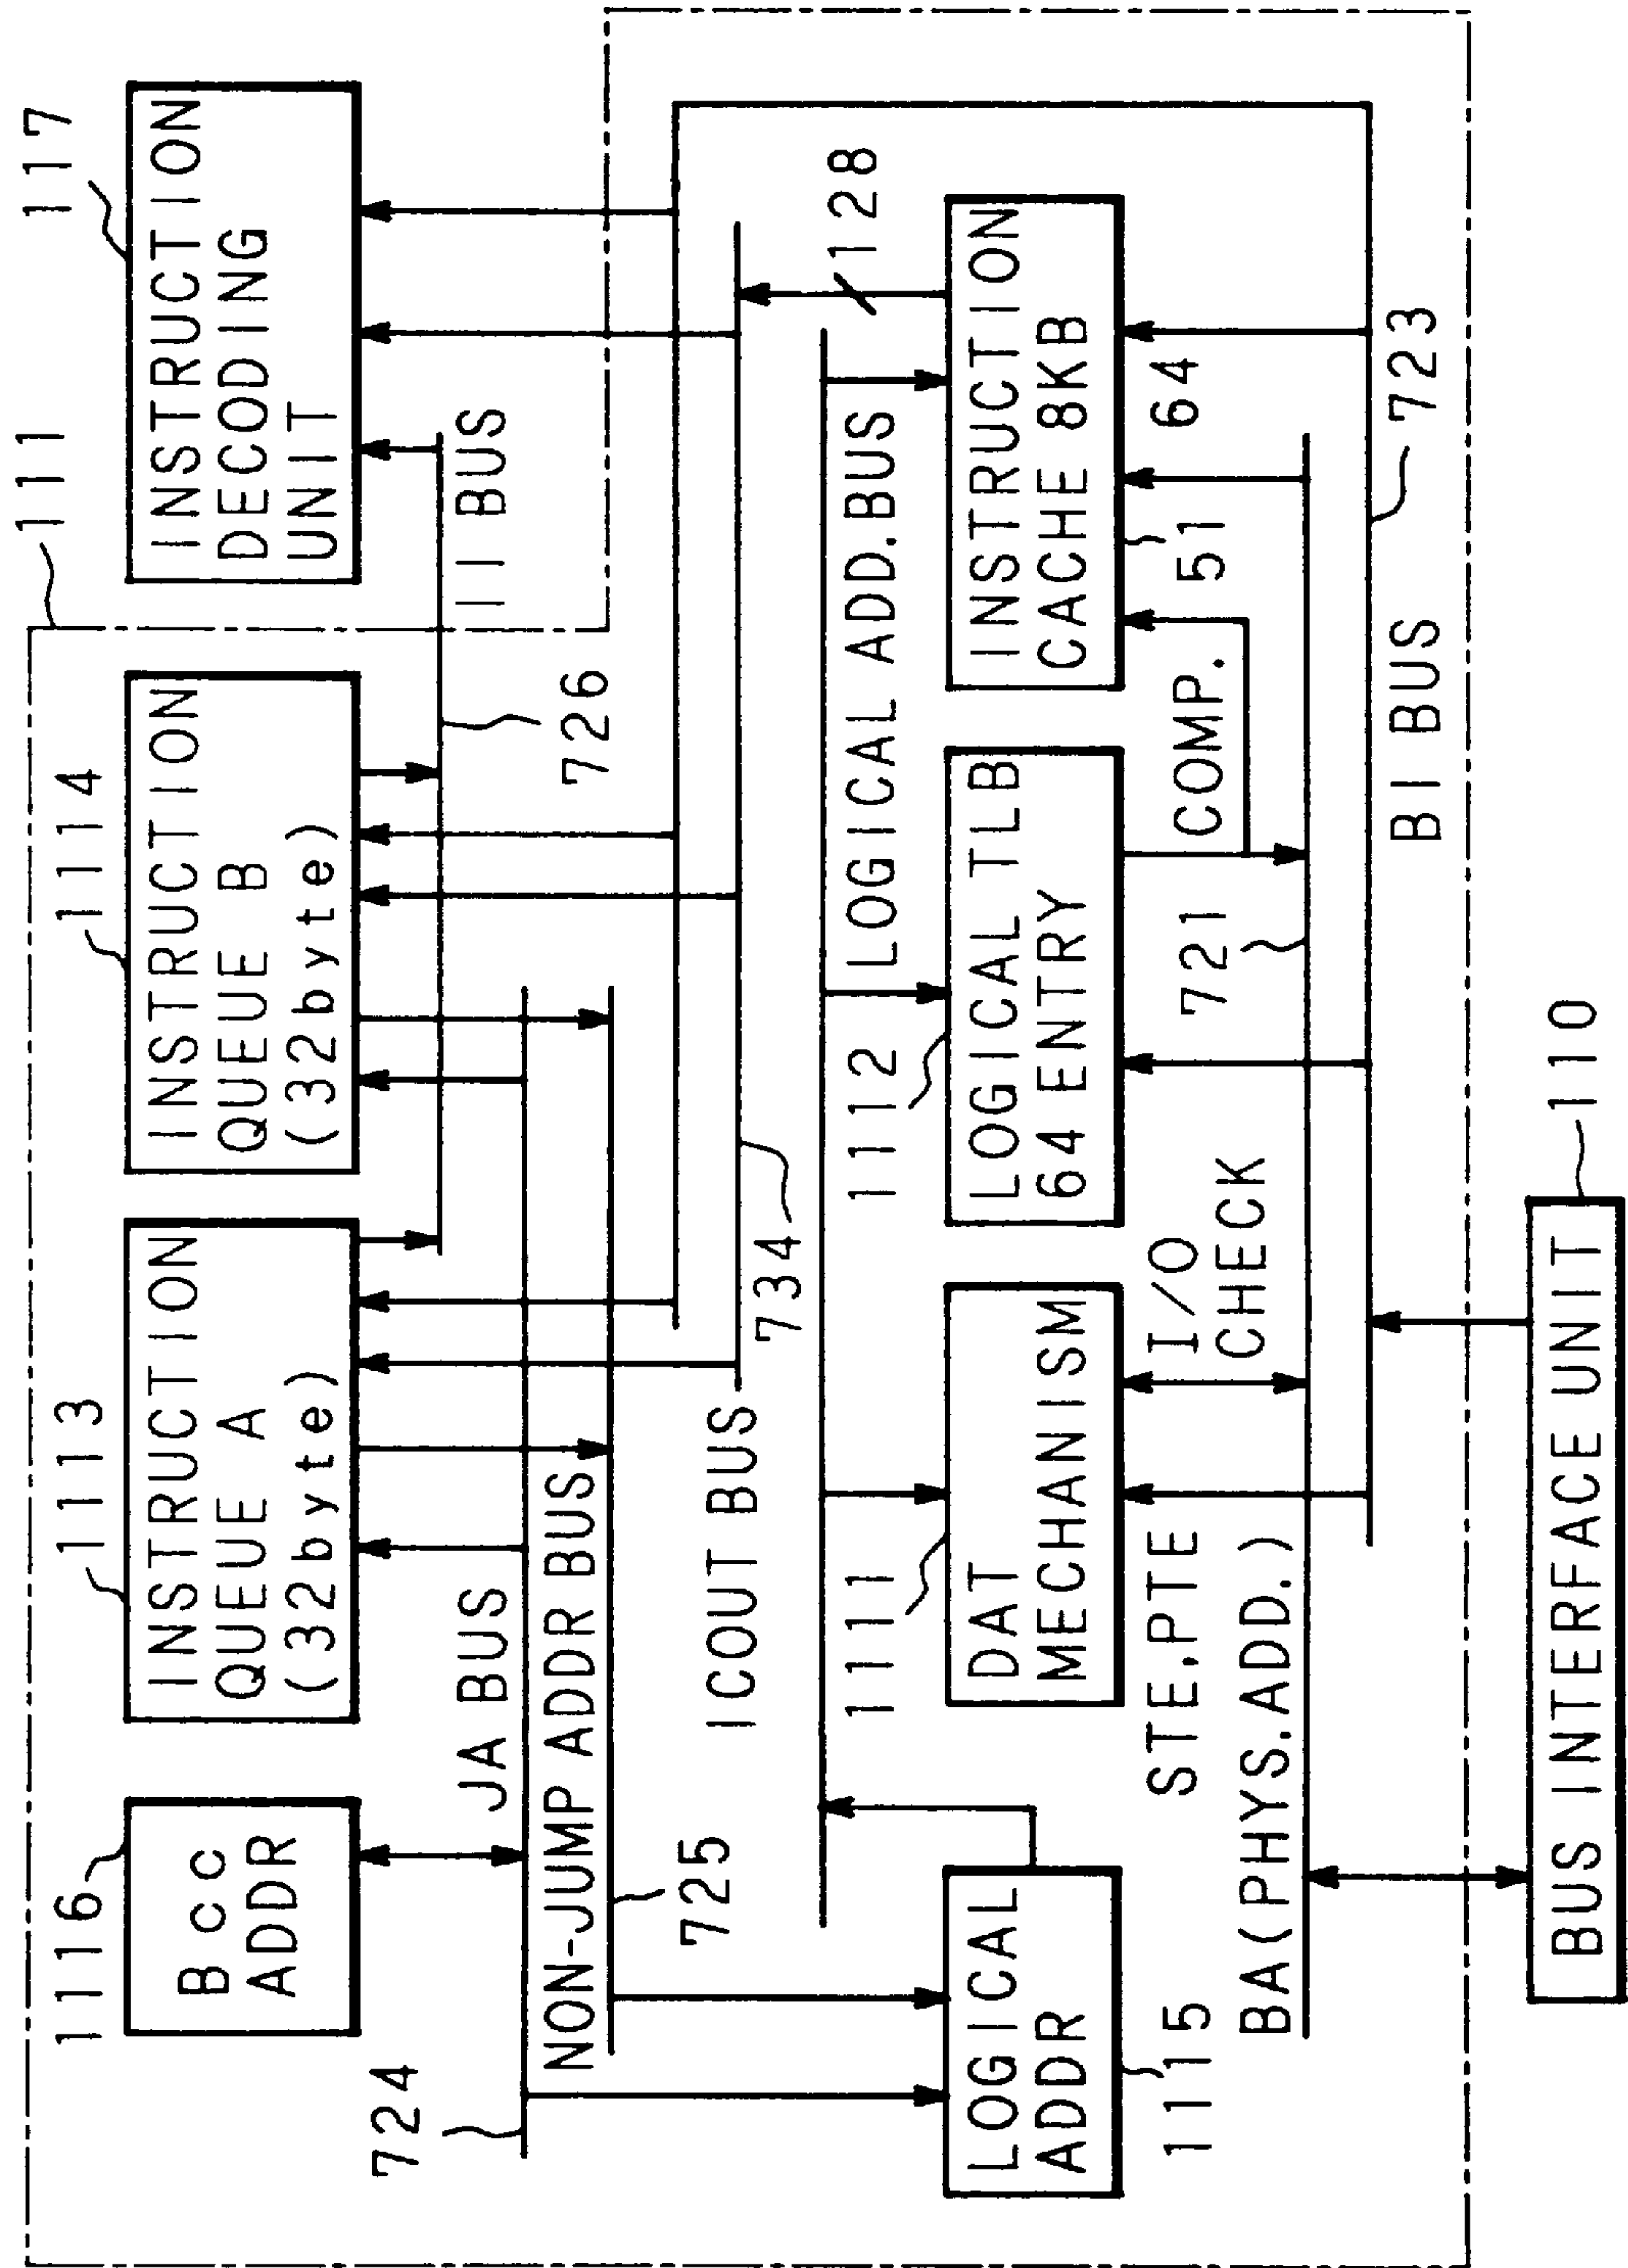 111
1116
Bcc
ADDR
1113
INSTRUCTION
QUEUE A
(32byte)
1114
INSTRUCTION
QUEUE B
(32byte)
117
INSTRUCTION
DECODING
UNIT
724
JA BUS
NON-JUMP ADDR BUS
725
726
II BUS
ICOUT BUS
734
LOGICAL ADD.BUS
128
LOGICAL
ADDR
1115
1111
DAT
MECHANISM
1112
LOGICAL TLB
64 ENTRY
INSTRUCTION
CACHE 8KB
51
64
STE,PTE
I/O
CHECK
COMP.
721
BA(PHYS.ADD.)
BI BUS
723
BUS INTERFACE UNIT
110